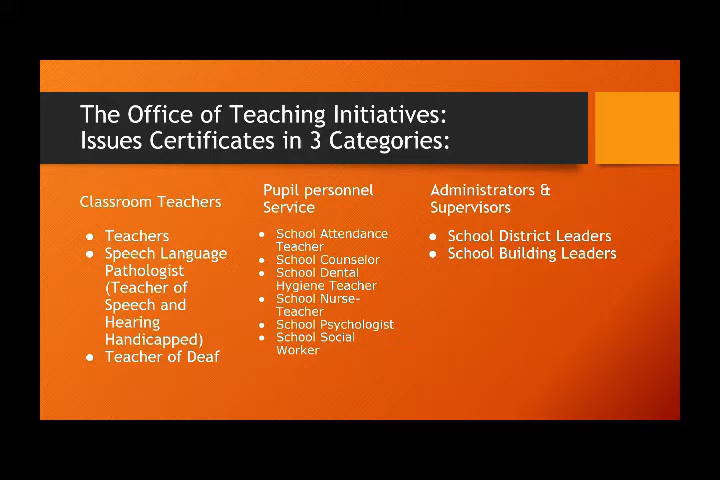 The Office of Teaching Initiatives:
Issues Certificates in 3 Categories:
Classroom Teachers
● Teachers
● Speech Language
Pathologist
(Teacher of
Speech and
Hearing
Handicapped)
● Teacher of Deaf
Pupil personnel
Service
● School Attendance
Teacher
● School Counselor
● School Dental
Hygiene Teacher
● School Nurse-
Teacher
● School Psychologist
● School Social
Worker
Administrators &
Supervisors
● School District Leaders
● School Building Leaders